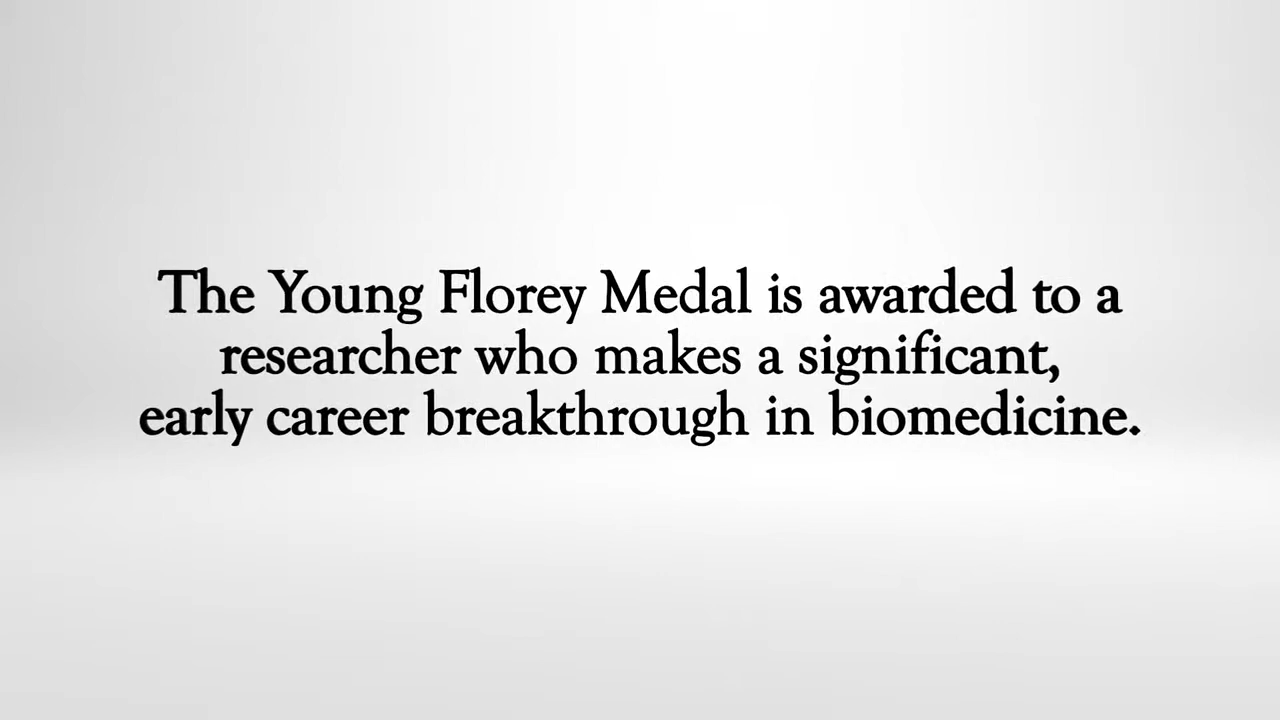 The Young Florey Medal is awarded to a
researcher who makes a significant,
early career breakthrough in biomedicine.